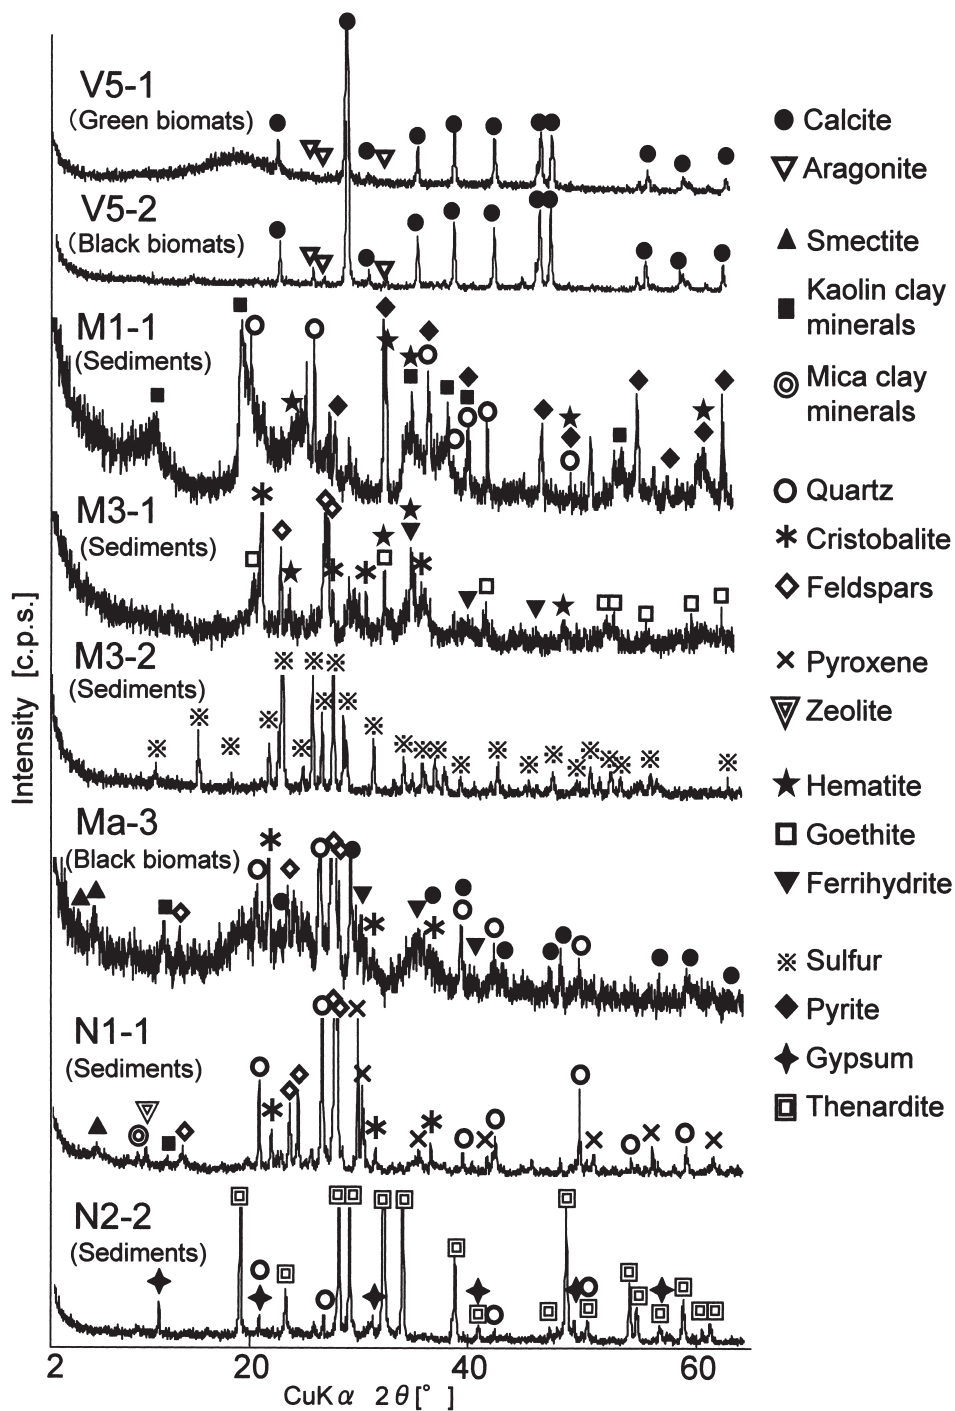 V5-1
(Green biomats)
V5-2
(Black biomats)
M1-1
(Sediments)
M3-1
(Sediments)
M3-2
(Sediments)
Ma-3
(Black biomats)
N1-1
(Sediments)
N2-2
(Sediments)
Intensity [c.p.s.]
2
20
40
60
CuKα 2θ[°]
Calcite
Aragonite
Smectite
Kaolin clay
minerals
Mica clay
minerals
Quartz
Cristobalite
Feldspars
Pyroxene
Zeolite
Hematite
Goethite
Ferrihydrite
Sulfur
Pyrite
Gypsum
Thenardite